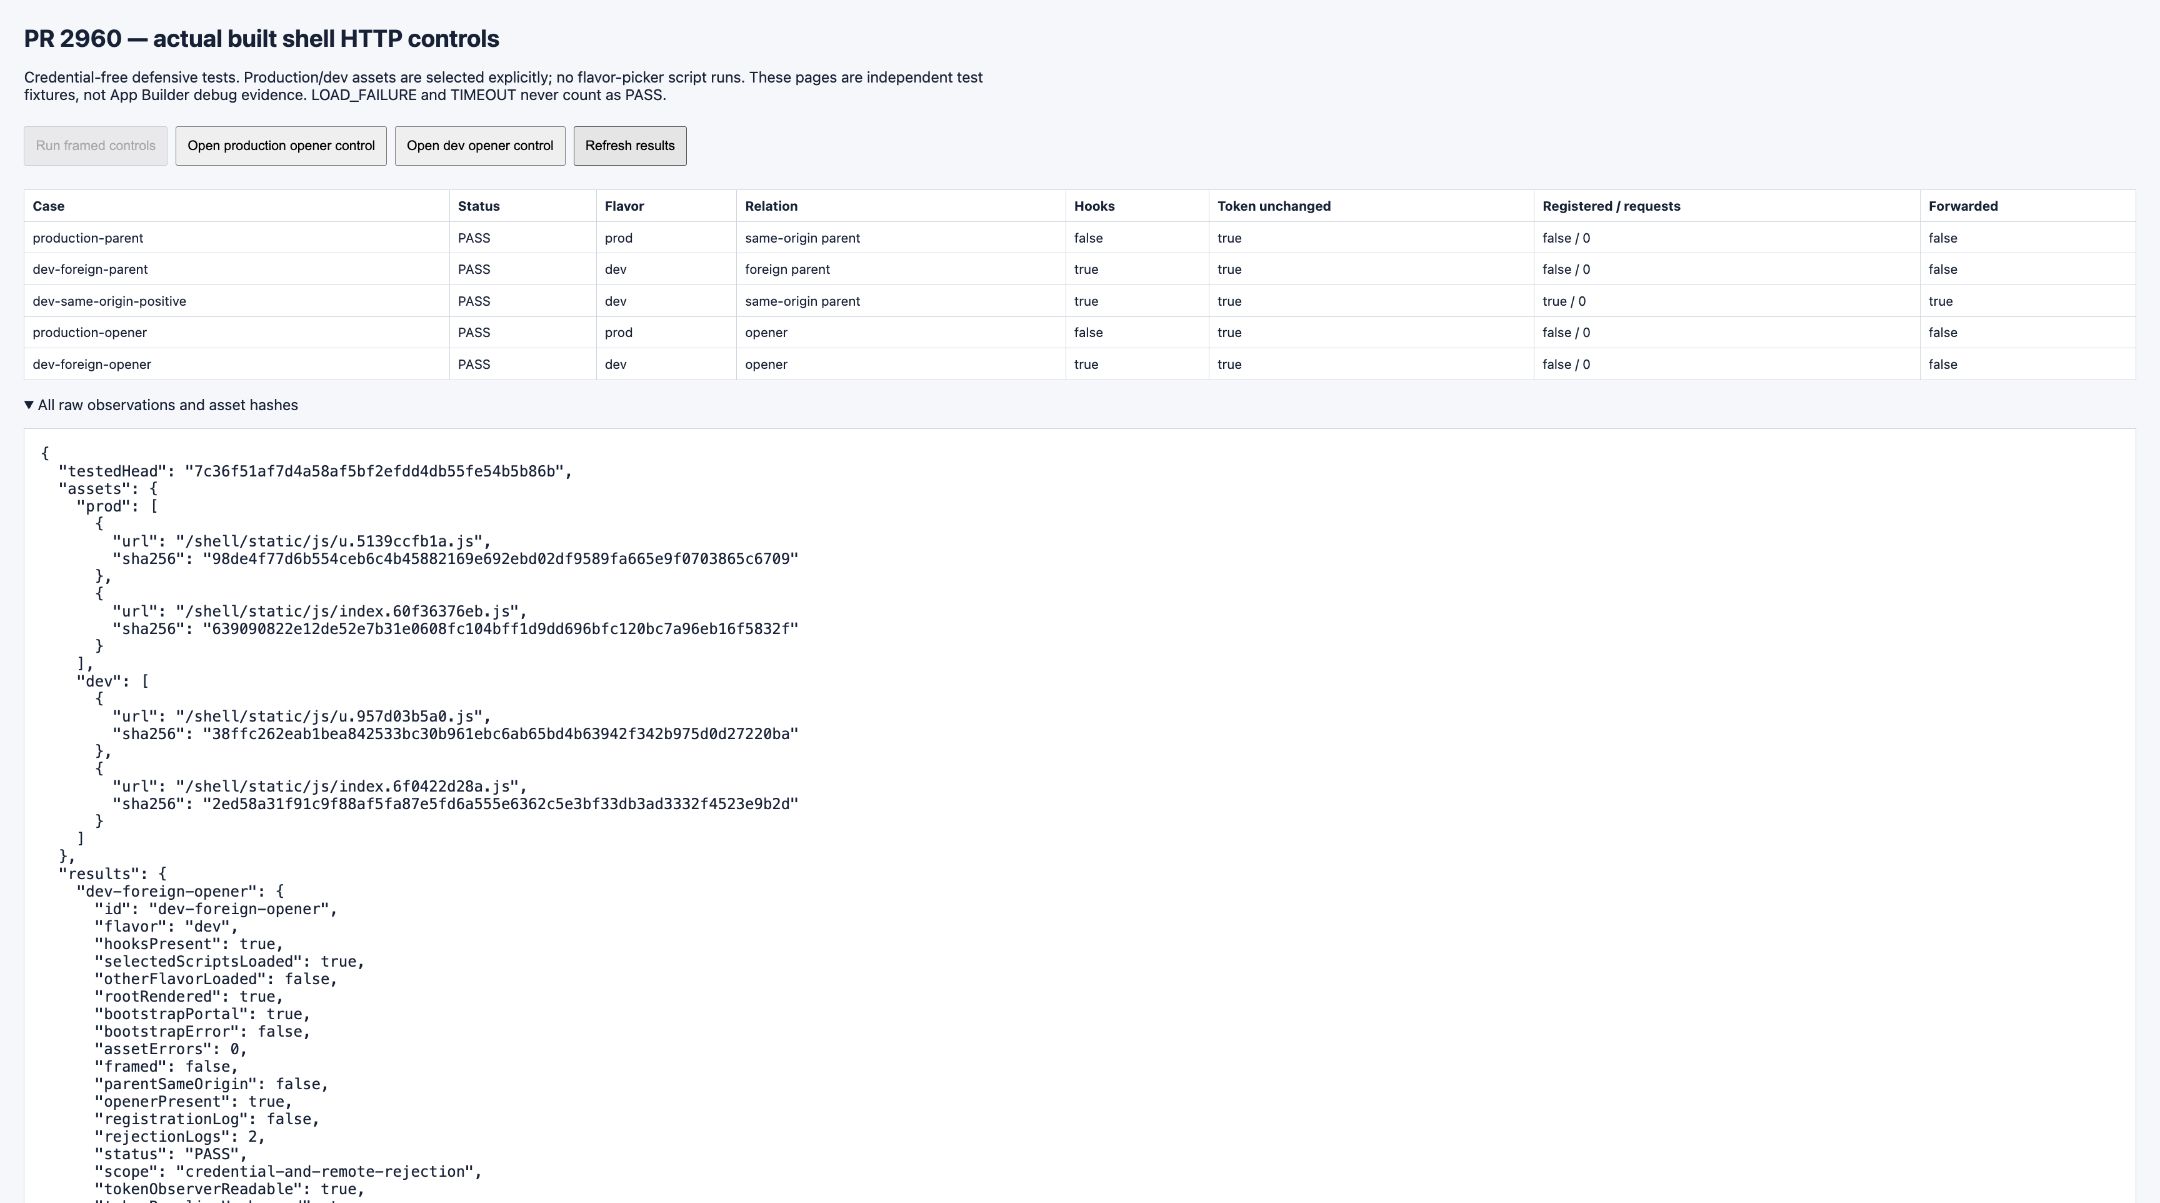 PR 2960 — actual built shell HTTP controls
Credential-free defensive tests. Production/dev assets are selected explicitly; no flavor-picker script runs. These pages are independent test
fixtures, not App Builder debug evidence. LOAD_FAILURE and TIMEOUT never count as PASS.
Run framed controls Open production opener control Open dev opener control Refresh results
Case Status Flavor Relation Hooks Token unchanged Registered / requests Forwarded
production-parent PASS prod same-origin parent false true false / 0 false
dev-foreign-parent PASS dev foreign parent true true false / 0 false
dev-same-origin-positive PASS dev same-origin parent true true true / 0 true
production-opener PASS prod opener false true false / 0 false
dev-foreign-opener PASS dev opener true true false / 0 false
▼ All raw observations and asset hashes
{
"testedHead": "7c36f51af7d4a58af5bf2efdd4db55fe54b5b86b",
"assets": {
"prod": [
{
"url": "/shell/static/js/u.5139ccfb1a.js",
"sha256": "98de4f77d6b554ceb6c4b45882169e692ebd02df9589fa665e9f0703865c6709"
},
{
"url": "/shell/static/js/index.60f36376eb.js",
"sha256": "639090822e12de52e7b31e0608fc104bff1d9dd696bfc120bc7a96eb16f5832f"
}
],
"dev": [
{
"url": "/shell/static/js/u.957d03b5a0.js",
"sha256": "38ffc262eab1bea842533bc30b961ebc6ab65bd4b63942f342b975d0d27220ba"
},
{
"url": "/shell/static/js/index.6f0422d28a.js",
"sha256": "2ed58a31f91c9f88af5fa87e5fd6a555e6362c5e3bf33db3ad3332f4523e9b2d"
}
]
},
"results": {
"dev-foreign-opener": {
"id": "dev-foreign-opener",
"flavor": "dev",
"hooksPresent": true,
"selectedScriptsLoaded": true,
"otherFlavorLoaded": false,
"rootRendered": true,
"bootstrapPortal": true,
"bootstrapError": false,
"assetErrors": 0,
"framed": false,
"parentSameOrigin": false,
"openerPresent": true,
"registrationLog": false,
"rejectionLogs": 2,
"status": "PASS",
"scope": "credential-and-remote-rejection",
"tokenObserverReadable": true,